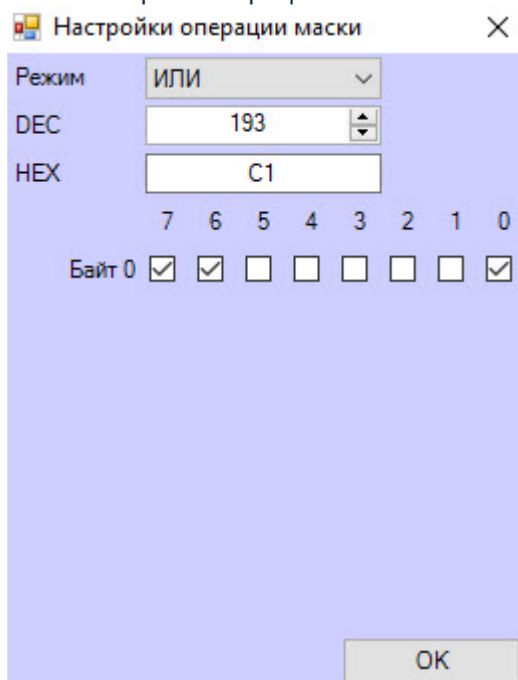 Настройки операции маски
Режим ИЛИ
DEC 193
HEX C1
7 6 5 4 3 2 1 0
Байт 0
OK